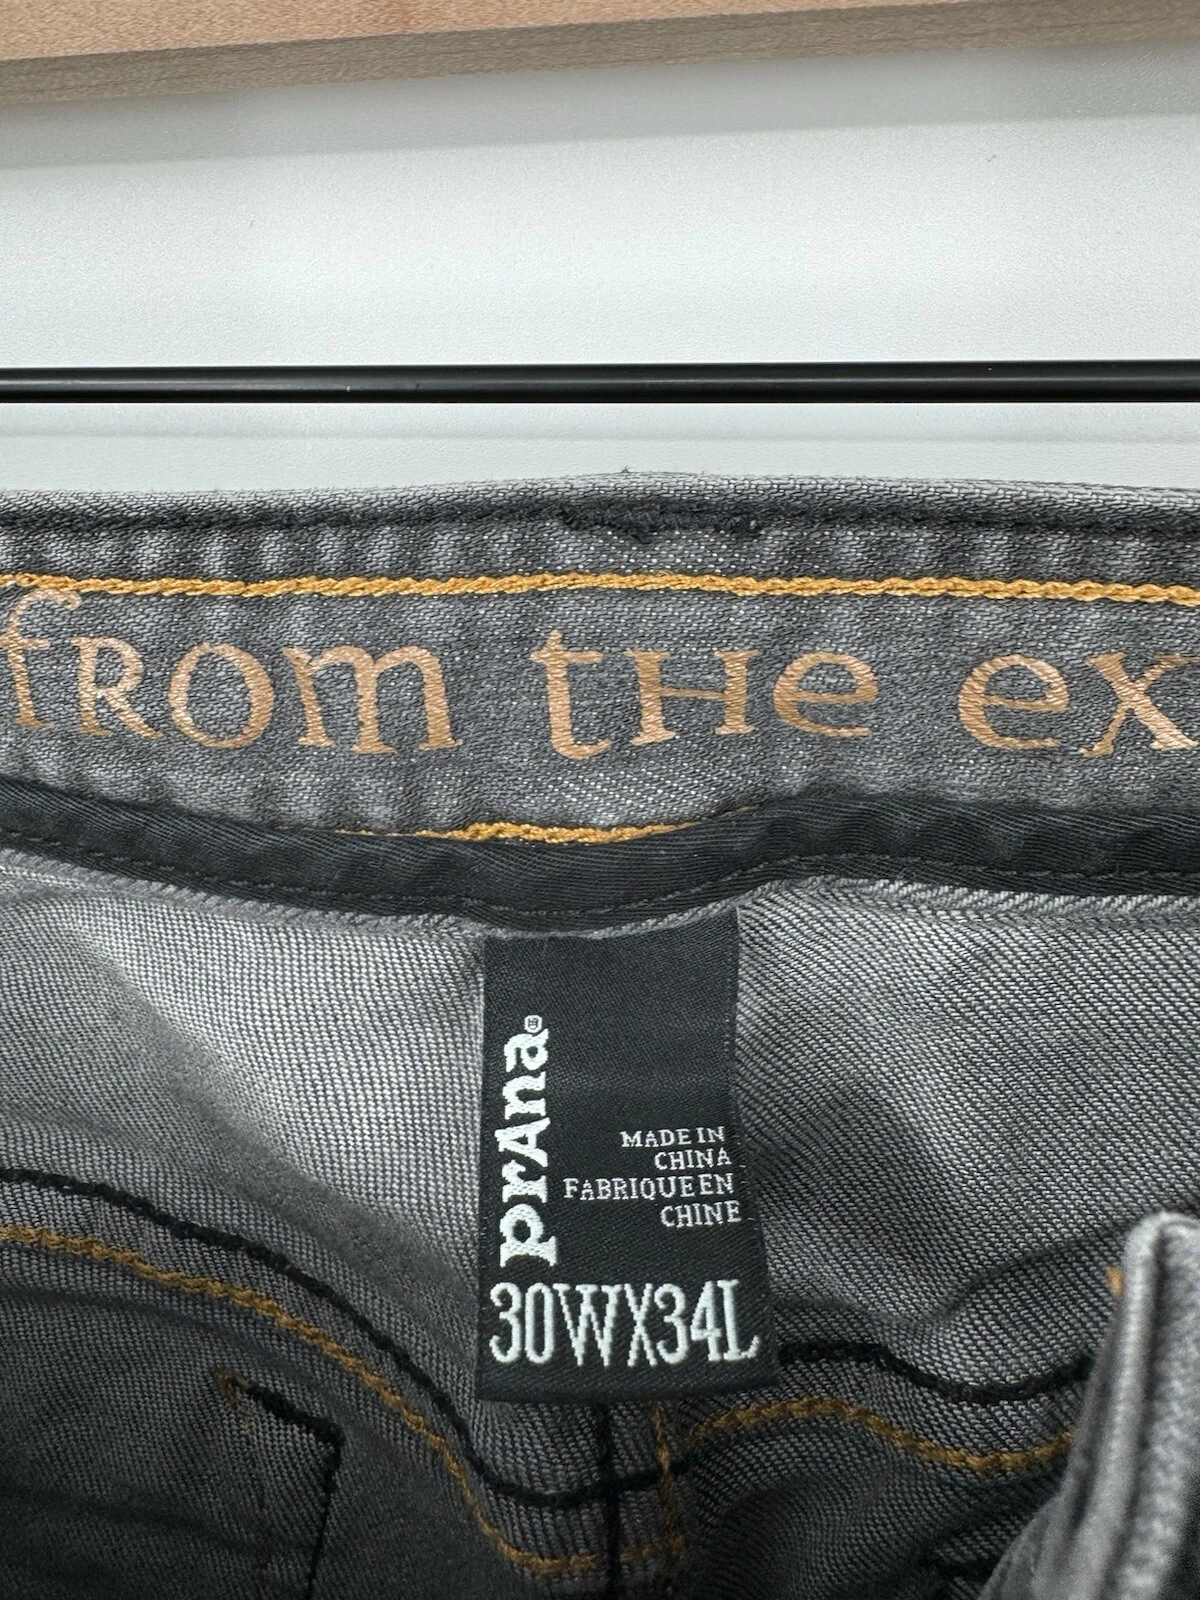 from the ex
prAna®
MADE IN
CHINA
FABRIQUE EN
CHINE
30WX34L